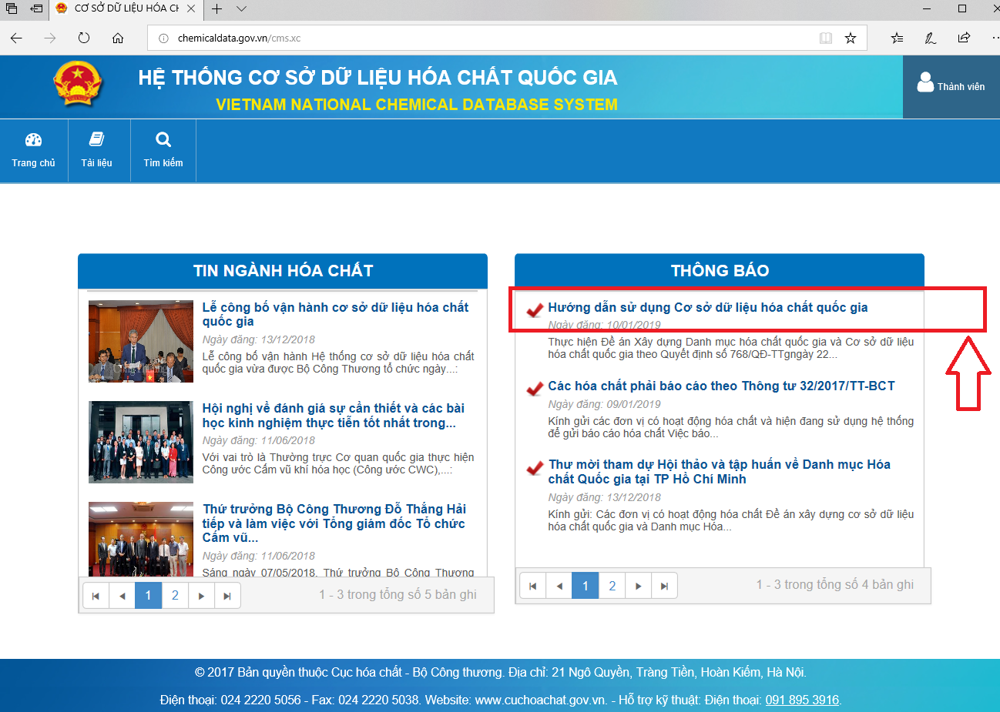 CƠ SỞ DỮ LIỆU HÓA CH
chemicaldata.gov.vn/cms.xc
HỆ THỐNG CƠ SỞ DỮ LIỆU HÓA CHẤT QUỐC GIA
VIETNAM NATIONAL CHEMICAL DATABASE SYSTEM
Thành viên
Trang chủ
Tài liệu
Tìm kiếm
TIN NGÀNH HÓA CHẤT
Lễ công bố vận hành cơ sở dữ liệu hóa chất
quốc gia
Ngày đăng: 13/12/2018
Lễ công bố vận hành Hệ thống cơ sở dữ liệu hóa chất
quốc gia vừa được Bộ Công Thương tổ chức ngày...:
Hội nghị về đánh giá sự cần thiết và các bài
học kinh nghiệm thực tiễn tốt nhất trong...
Ngày đăng: 11/06/2018
Với vai trò là Thường trực Cơ quan quốc gia thực hiện
Công ước Cấm vũ khí hóa học (Công ước CWC),...:
Thứ trưởng Bộ Công Thương Đỗ Thắng Hải
tiếp và làm việc với Tổng giám đốc Tổ chức
Cấm vũ...
Ngày đăng: 11/06/2018
Sáng ngày 07/05/2018, Thứ trưởng Bộ Công Thương
1
2
1 - 3 trong tổng số 5 bản ghi
THÔNG BÁO
Hướng dẫn sử dụng Cơ sở dữ liệu hóa chất quốc gia
Ngày đăng: 10/01/2019
Thực hiện Đề án Xây dựng Danh mục hóa chất quốc gia và Cơ sở dữ liệu
hóa chất quốc gia theo Quyết định số 768/QĐ-TTgngày 22...
Các hóa chất phải báo cáo theo Thông tư 32/2017/TT-BCT
Ngày đăng: 09/01/2019
Kính gửi các đơn vị có hoạt động hóa chất và hiện đang sử dụng hệ thống
để gửi báo cáo hóa chất Việc báo...
Thư mời tham dự Hội thảo và tập huấn về Danh mục Hóa
chất Quốc gia tại TP Hồ Chí Minh
Ngày đăng: 13/12/2018
Kính gửi: Các đơn vị có hoạt động hóa chất Đề án xây dựng cơ sở dữ liệu
hóa chất quốc gia và Danh mục Hóa...
1
2
1 - 3 trong tổng số 4 bản ghi
© 2017 Bản quyền thuộc Cục hóa chất - Bộ Công thương. Địa chỉ: 21 Ngô Quyền, Tràng Tiền, Hoàn Kiếm, Hà Nội.
Điện thoại: 024 2220 5056 - Fax: 024 2220 5038. Website: www.cuchoachat.gov.vn. - Hỗ trợ kỹ thuật: Điện thoại: 091 895 3916.